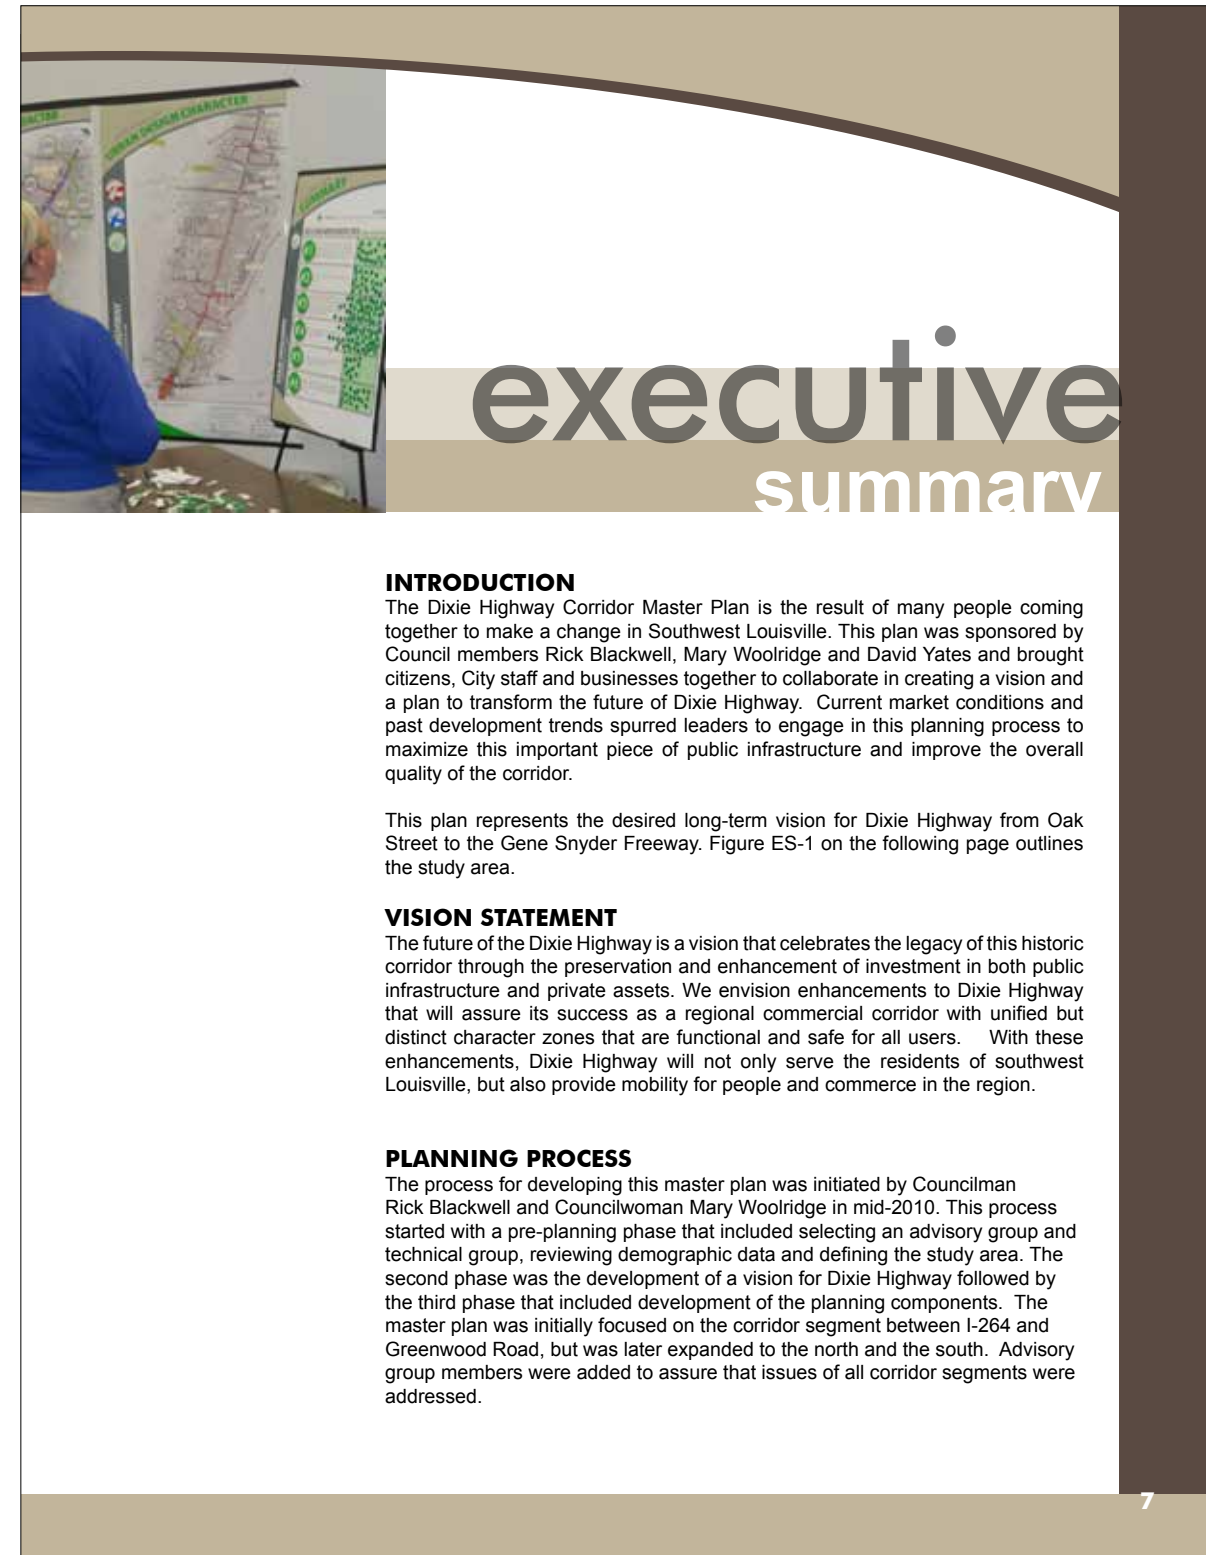 URBAN DESIGN CHARACTER
SUMMARY
executive
summary
INTRODUCTION
The Dixie Highway Corridor Master Plan is the result of many people coming
together to make a change in Southwest Louisville. This plan was sponsored by
Council members Rick Blackwell, Mary Woolridge and David Yates and brought
citizens, City staff and businesses together to collaborate in creating a vision and
a plan to transform the future of Dixie Highway.  Current market conditions and
past development trends spurred leaders to engage in this planning process to
maximize this important piece of public infrastructure and improve the overall
quality of the corridor.
This plan represents the desired long-term vision for Dixie Highway from Oak
Street to the Gene Snyder Freeway. Figure ES-1 on the following page outlines
the study area.
VISION STATEMENT
The future of the Dixie Highway is a vision that celebrates the legacy of this historic
corridor through the preservation and enhancement of investment in both public
infrastructure and private assets. We envision enhancements to Dixie Highway
that will assure its success as a regional commercial corridor with unified but
distinct character zones that are functional and safe for all users.   With these
enhancements, Dixie Highway will not only serve the residents of southwest
Louisville, but also provide mobility for people and commerce in the region.
PLANNING PROCESS
The process for developing this master plan was initiated by Councilman
Rick Blackwell and Councilwoman Mary Woolridge in mid-2010. This process
started with a pre-planning phase that included selecting an advisory group and
technical group, reviewing demographic data and defining the study area. The
second phase was the development of a vision for Dixie Highway followed by
the third phase that included development of the planning components.  The
master plan was initially focused on the corridor segment between I-264 and
Greenwood Road, but was later expanded to the north and the south.  Advisory
group members were added to assure that issues of all corridor segments were
addressed.
7